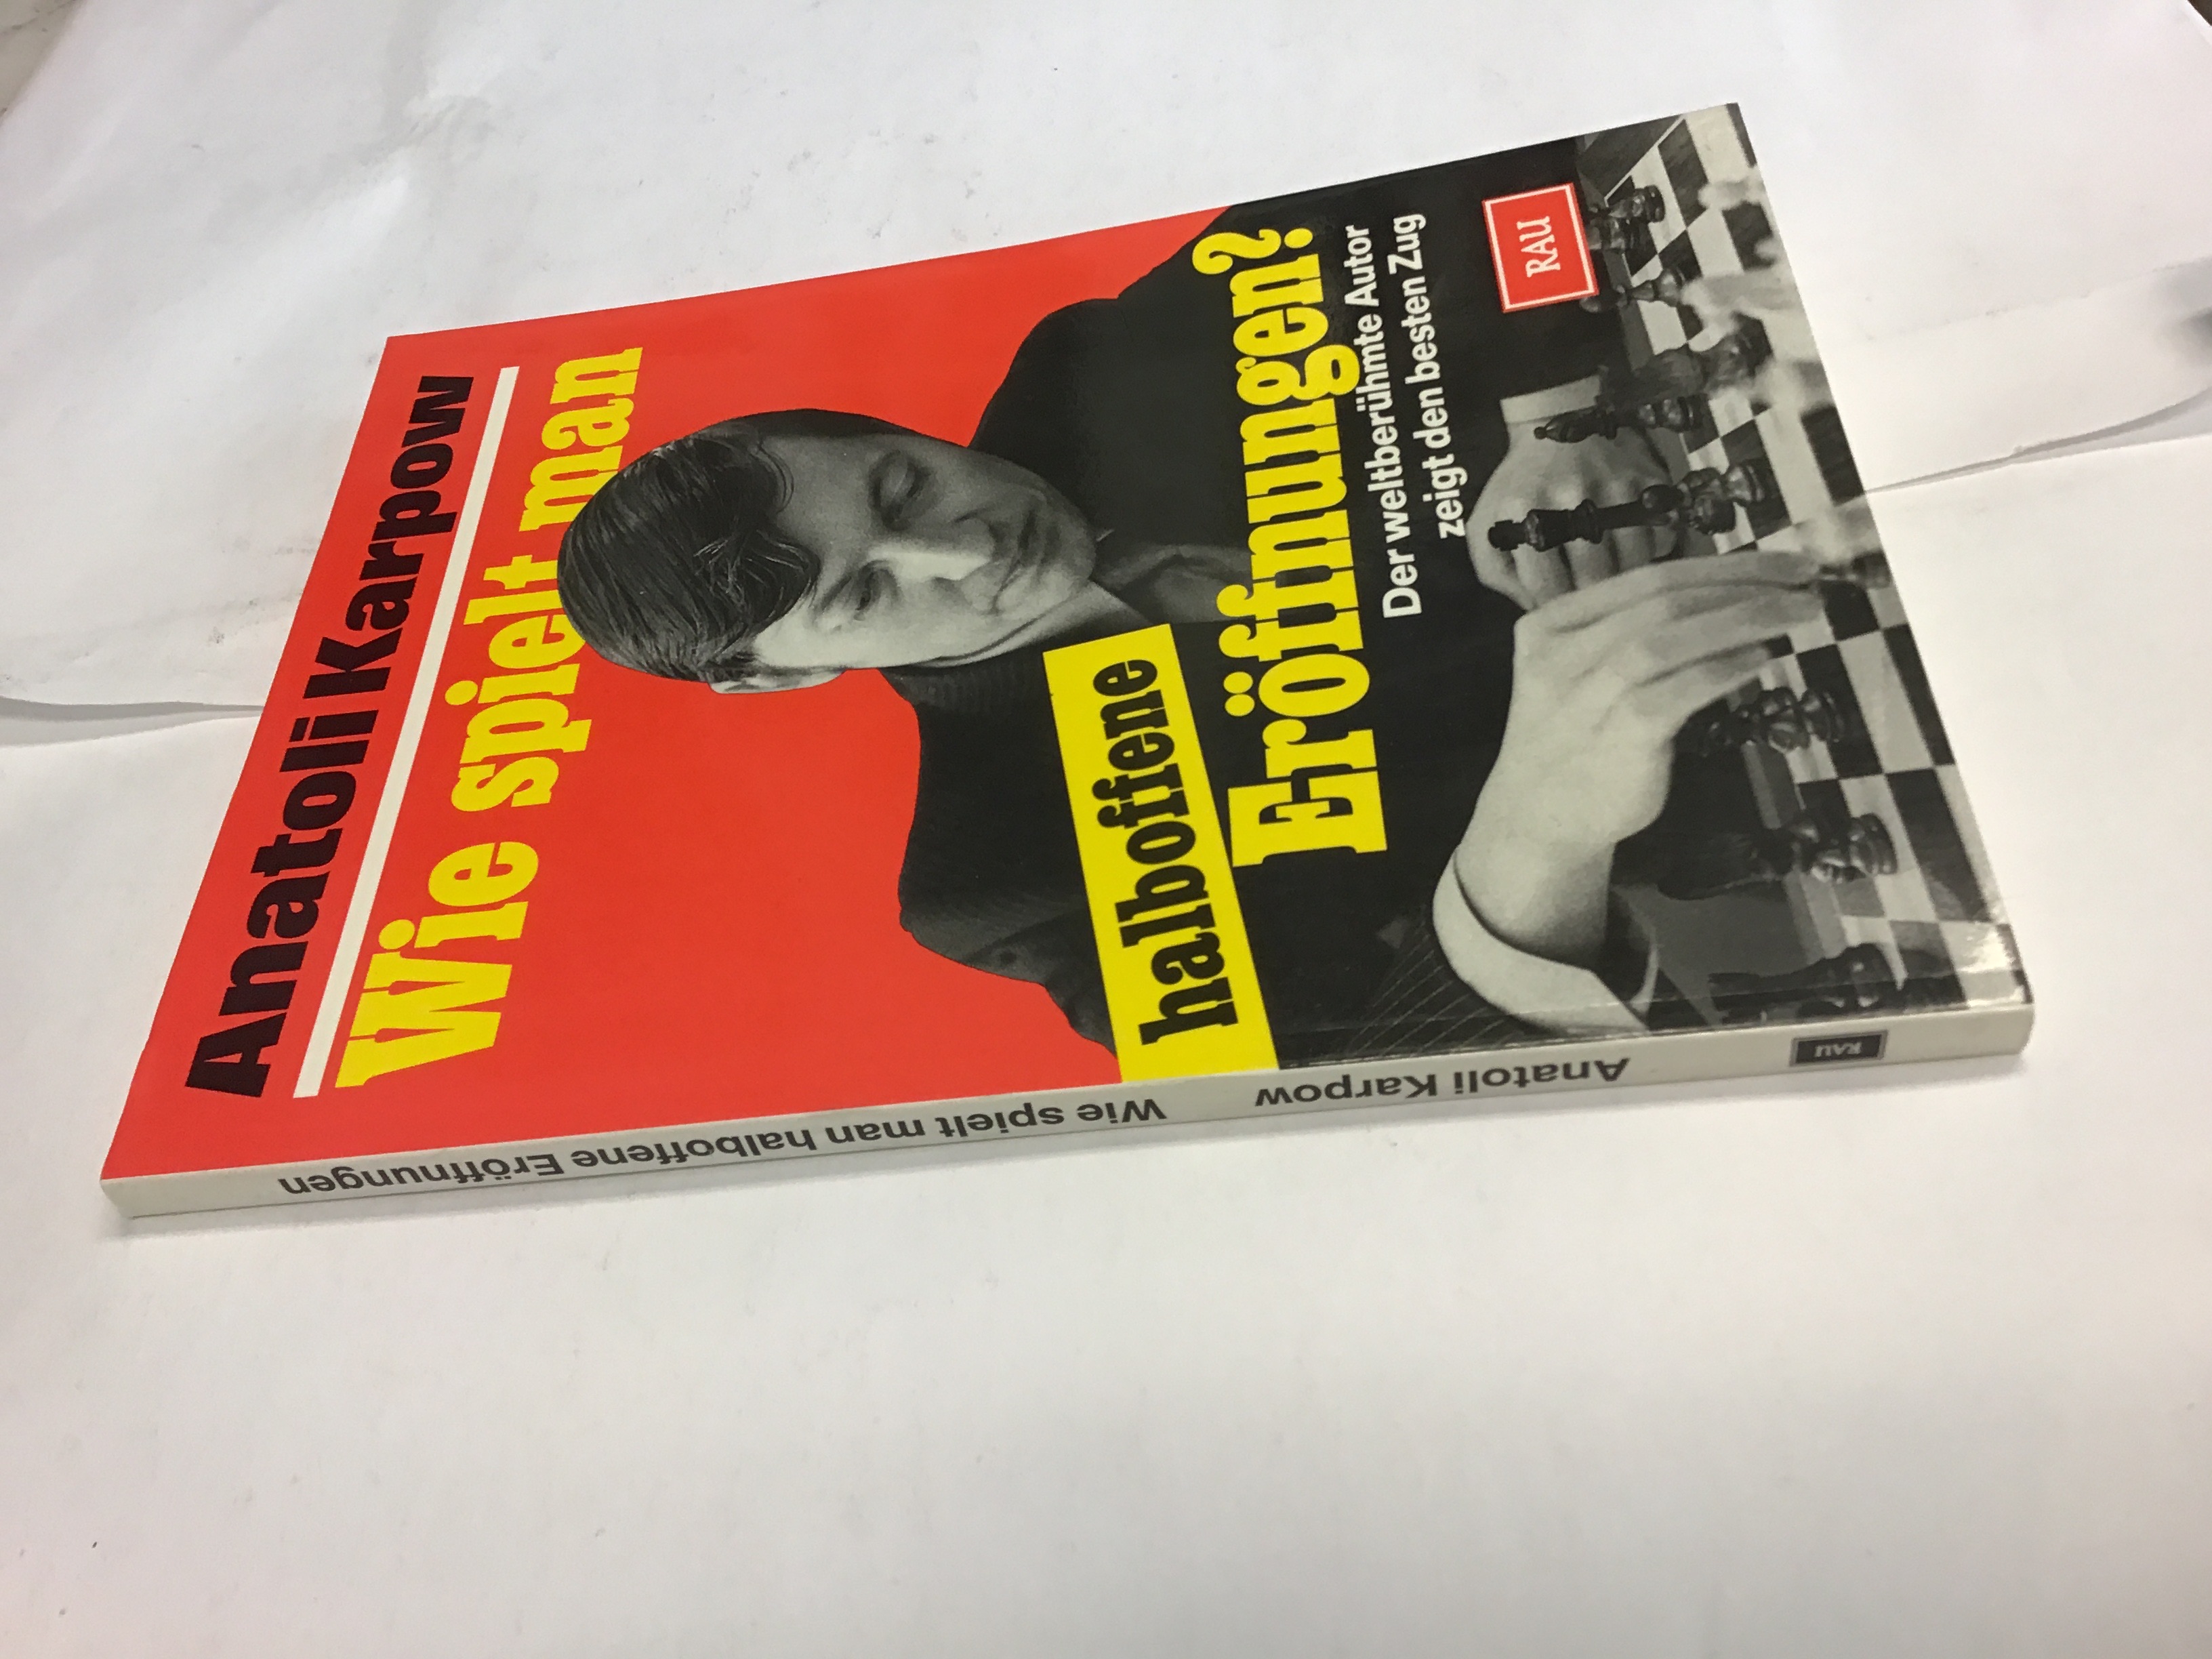 Anatoli Karpow
Wie spielt man
halboffene
Eröffnungen?
Der weltberühmte Autor
zeigt den besten Zug
RAU
Wie spielt man halboffene Eröffnungen
Anatoli Karpow
RAU